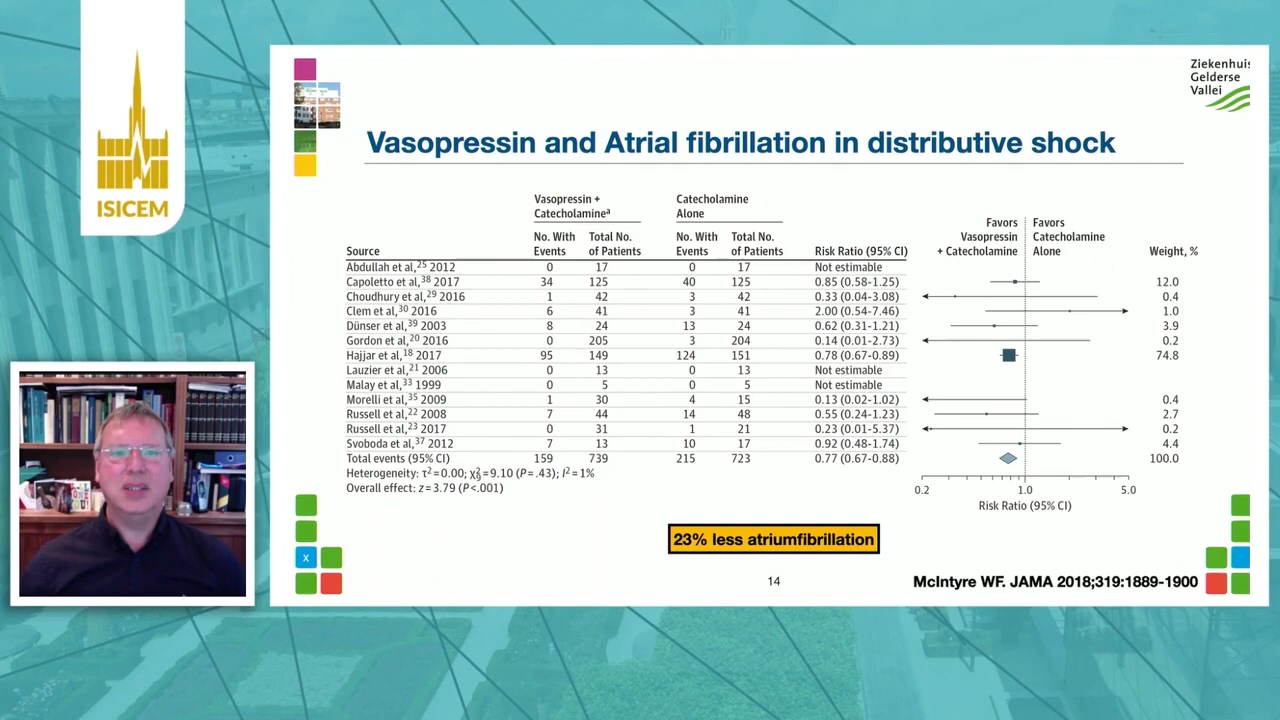 ISICEM
Ziekenhuis
Gelderse
Vallei
Vasopressin and Atrial fibrillation in distributive shock
Vasopressin + Catecholamineᵃ
Catecholamine Alone
Favors Vasopressin + Catecholamine
Favors Catecholamine Alone
Source No. With Events Total No. of Patients No. With Events Total No. of Patients Risk Ratio (95% CI) Weight, %
Abdullah et al,25 2012 0 17 0 17 Not estimable
Capoletto et al,38 2017 34 125 40 125 0.85 (0.58-1.25) 12.0
Choudhury et al,29 2016 1 42 3 42 0.33 (0.04-3.08) 0.4
Clem et al,30 2016 6 41 3 41 2.00 (0.54-7.46) 1.0
Dünser et al,39 2003 8 24 13 24 0.62 (0.31-1.21) 3.9
Gordon et al,20 2016 0 205 3 204 0.14 (0.01-2.73) 0.2
Hajjar et al,18 2017 95 149 124 151 0.78 (0.67-0.89) 74.8
Lauzier et al,21 2006 0 13 0 13 Not estimable
Malay et al,33 1999 0 5 0 5 Not estimable
Morelli et al,35 2009 1 30 4 15 0.13 (0.02-1.02) 0.4
Russell et al,22 2008 7 44 14 48 0.55 (0.24-1.23) 2.7
Russell et al,23 2017 0 31 1 21 0.23 (0.01-5.37) 0.2
Svoboda et al,37 2012 7 13 10 17 0.92 (0.48-1.74) 4.4
Total events (95% CI) 159 739 215 723 0.77 (0.67-0.88) 100.0
Heterogeneity: τ²=0.00; χ²₉=9.10 (P=.43); I²=1%
Overall effect: z=3.79 (P<.001)
0.2 1.0 5.0
Risk Ratio (95% CI)
23% less atriumfibrillation
x
14
McIntyre WF. JAMA 2018;319:1889-1900